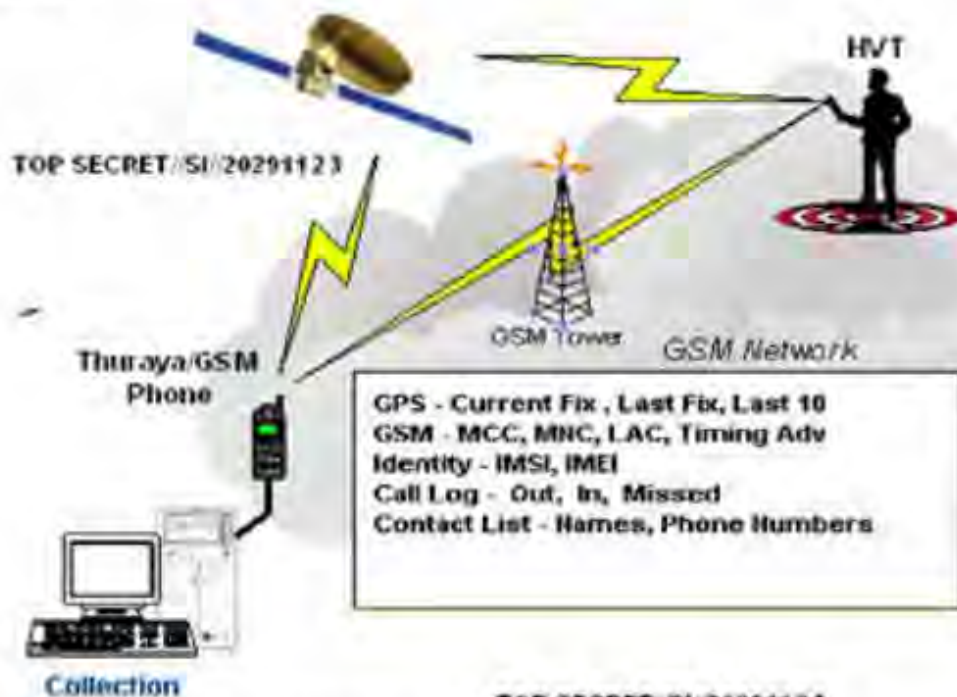 HVT
TOP SECRET//SI//20291123
GSM Tower
GSM Network
Thuraya/GSM
Phone
GPS - Current Fix , Last Fix, Last 10
GSM - MCC, MNC, LAC, Timing Adv
Identity - IMSI, IMEI
Call Log - Out, In, Missed
Contact List - Names, Phone Numbers
Collection